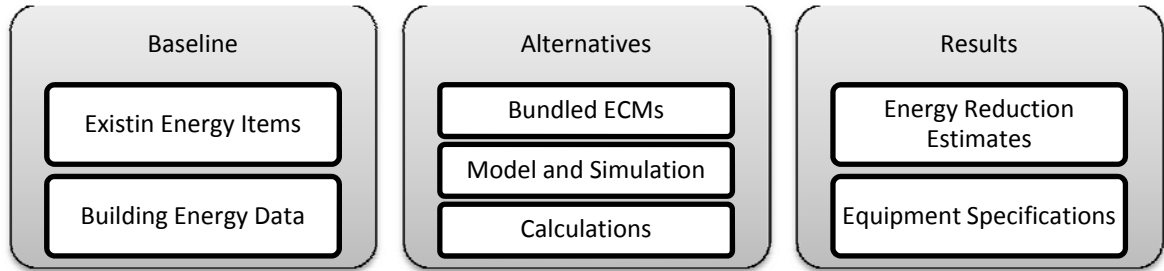 Baseline
Existin Energy Items
Building Energy Data
Alternatives
Bundled ECMs
Model and Simulation
Calculations
Results
Energy Reduction
Estimates
Equipment Specifications